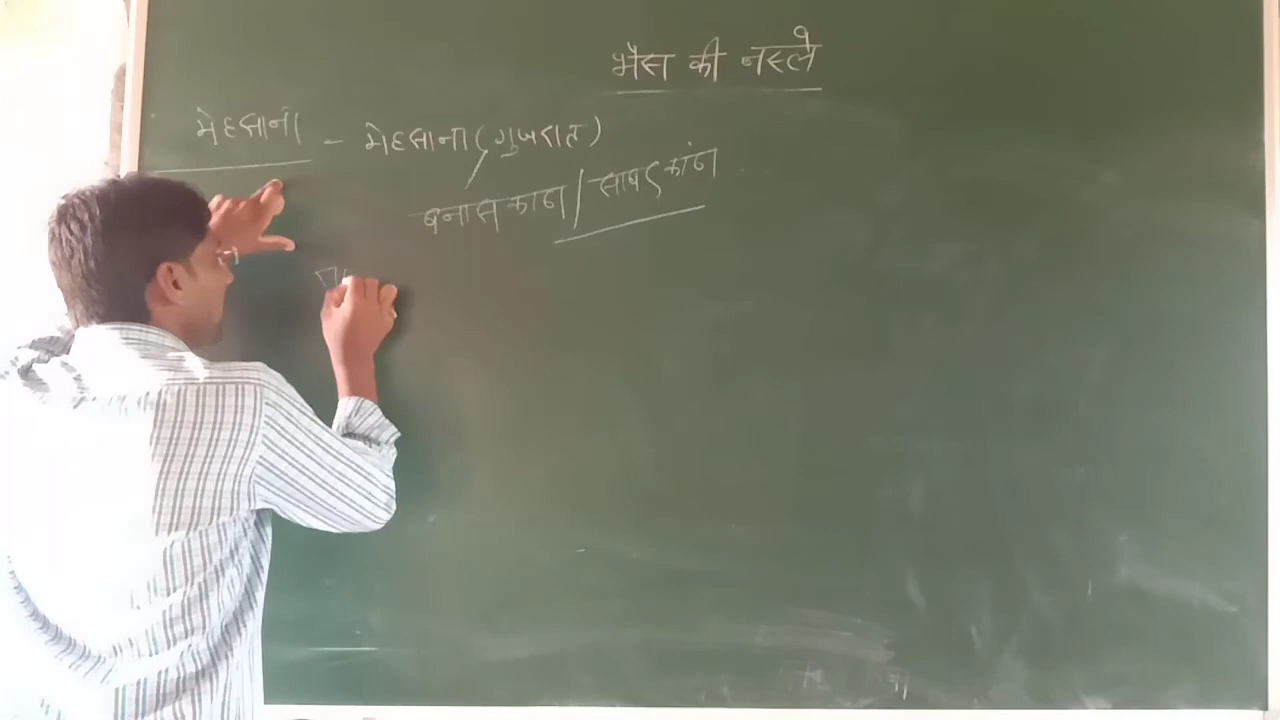 भैंस की नस्ले
मेहसाना - मेहसाना (गुजरात)
बनासकाठा / साबरकांठा